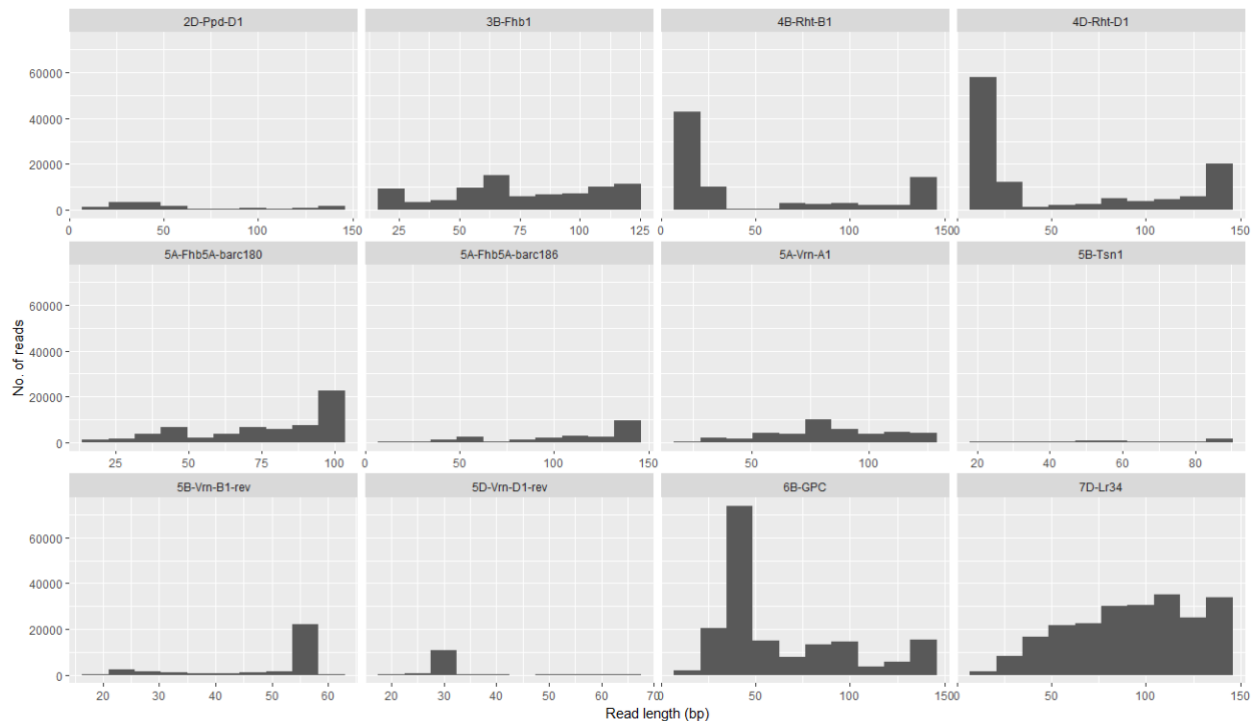 2D-Ppd-D1 3B-Fhb1 4B-Rht-B1 4D-Rht-D1
60000
40000
20000
0
0 50 100 150 25 50 75 100 125 0 50 100 150 50 100 150
5A-Fhb5A-barc180 5A-Fhb5A-barc186 5A-Vrn-A1 5B-Tsn1
60000
40000
20000
0
25 50 75 100 0 50 100 150 50 100 20 40 60 80
5B-Vrn-B1-rev 5D-Vrn-D1-rev 6B-GPC 7D-Lr34
60000
40000
20000
0
20 30 40 50 60 20 30 40 50 60 70 0 50 100 150 50 100 150
No. of reads
Read length (bp)